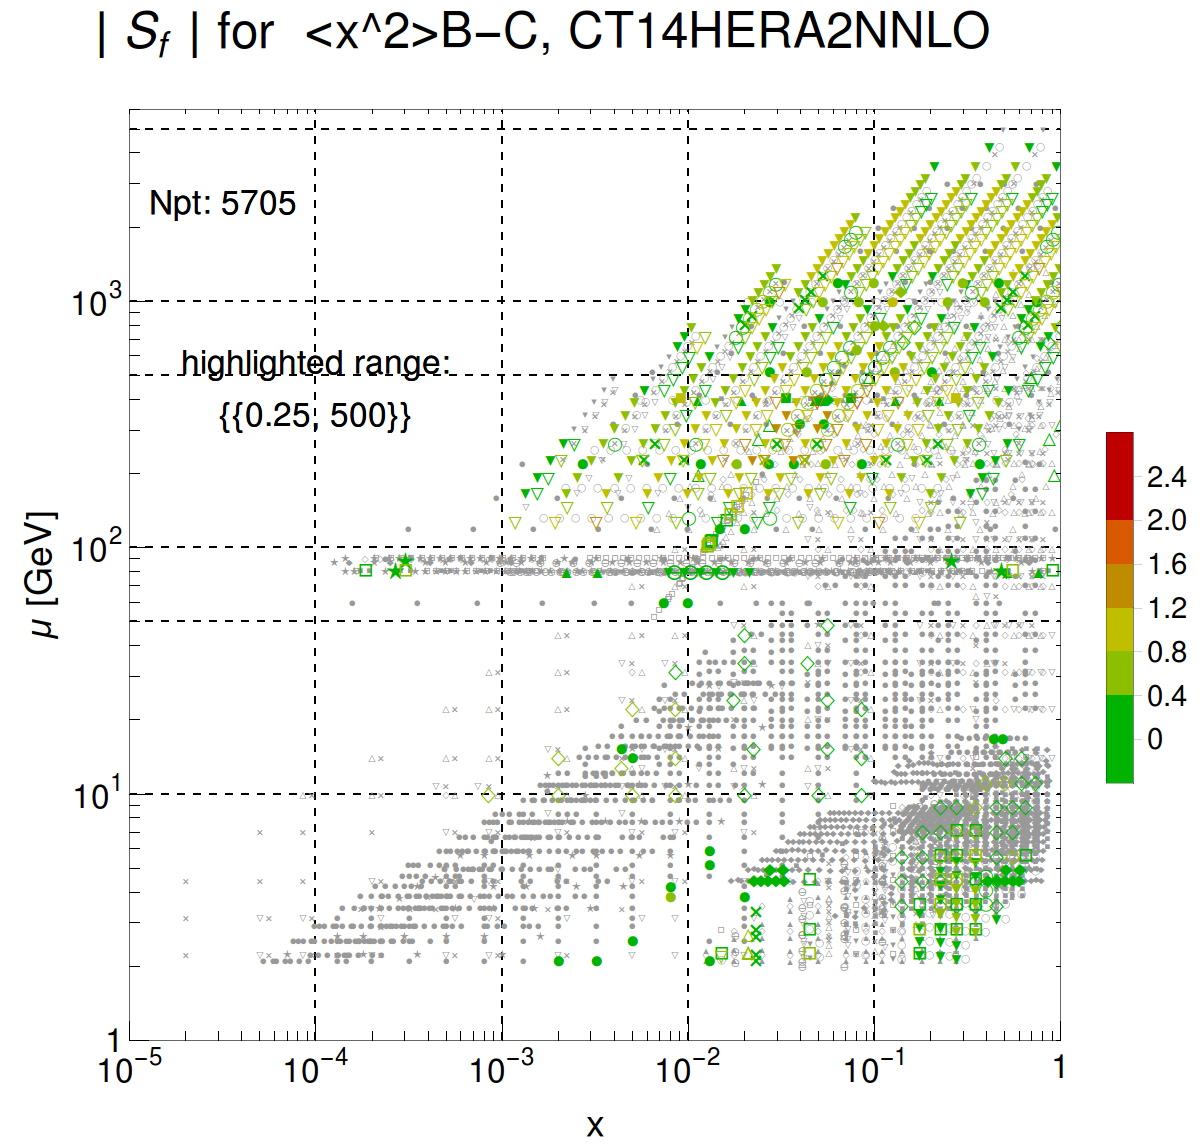 | S_f | for <x^2>B−C, CT14HERA2NNLO
Npt: 5705
highlighted range:
{{0.25, 500}}
10^3
10^2
10^1
1
μ [GeV]
10^−5 10^−4 10^−3 10^−2 10^−1 1
x
2.4
2.0
1.6
1.2
0.8
0.4
0